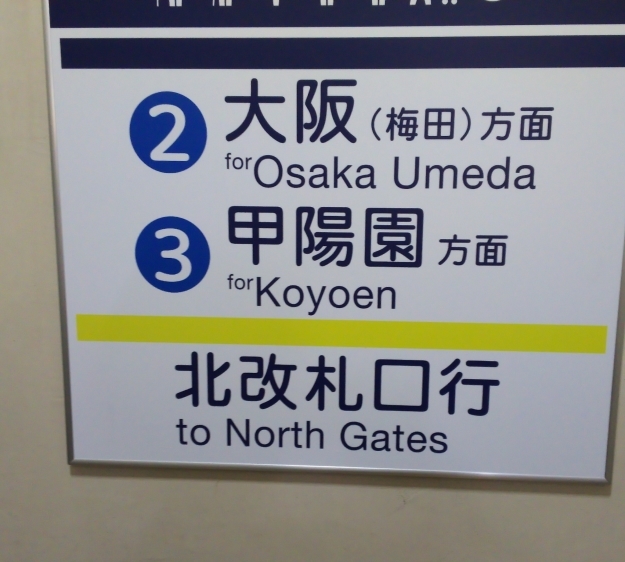 2 大阪（梅田）方面
for Osaka Umeda
3 甲陽園 方面
for Koyoen
北改札口行
to North Gates